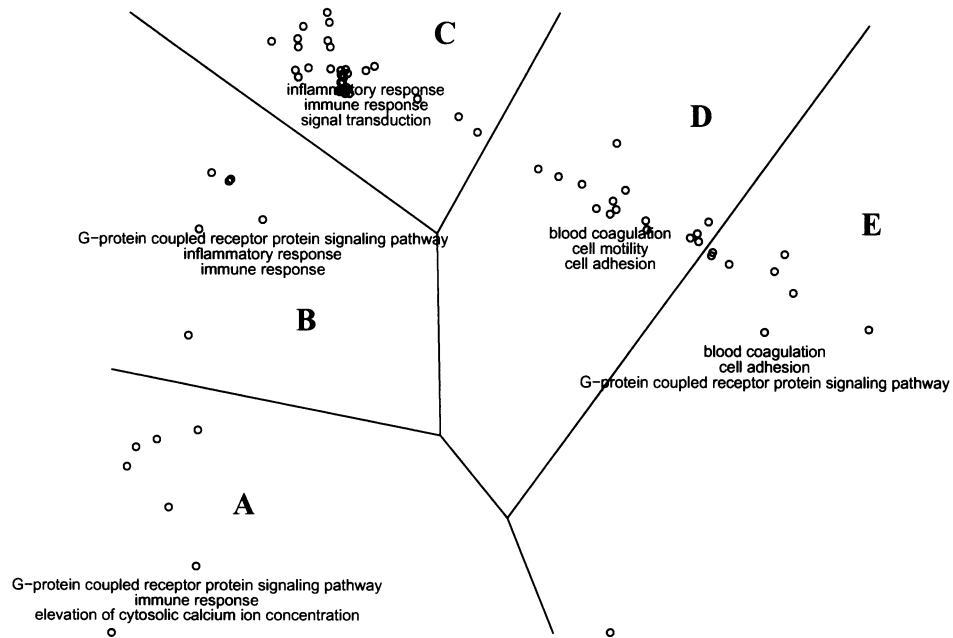 C
inflammatory response
immune response
signal transduction
D
blood coagulation
cell motility
cell adhesion
E
blood coagulation
cell adhesion
G−protein coupled receptor protein signaling pathway
G−protein coupled receptor protein signaling pathway
inflammatory response
immune response
B
A
G−protein coupled receptor protein signaling pathway
immune response
elevation of cytosolic calcium ion concentration